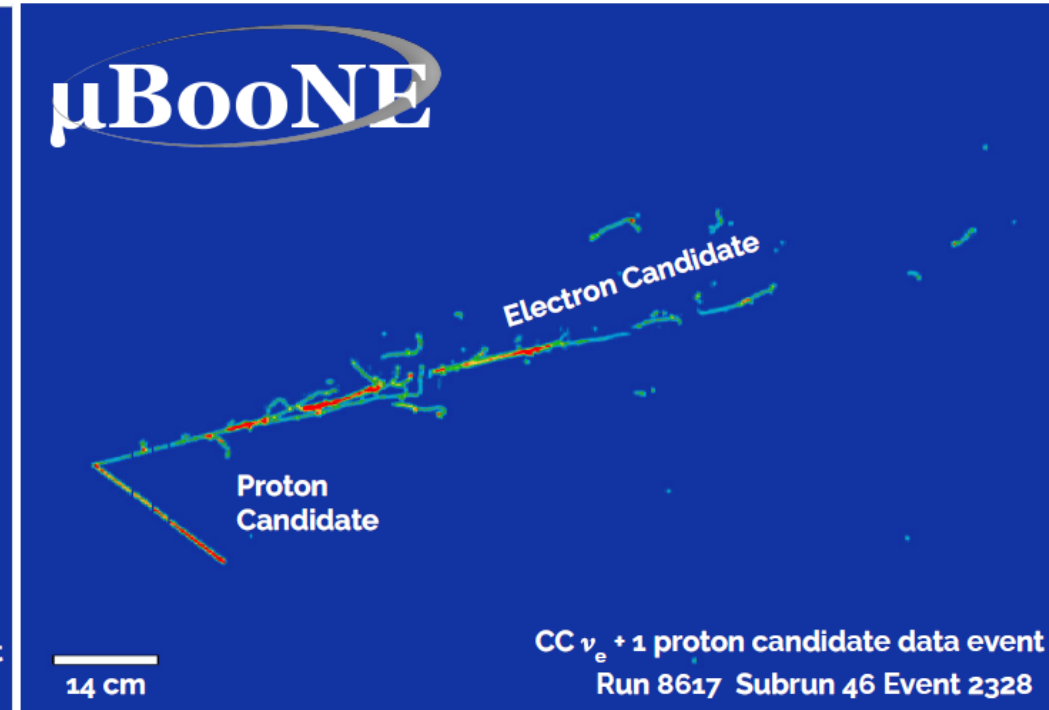 µBooNE
Electron Candidate
Proton
Candidate
CC νe + 1 proton candidate data event
14 cm
Run 8617 Subrun 46 Event 2328